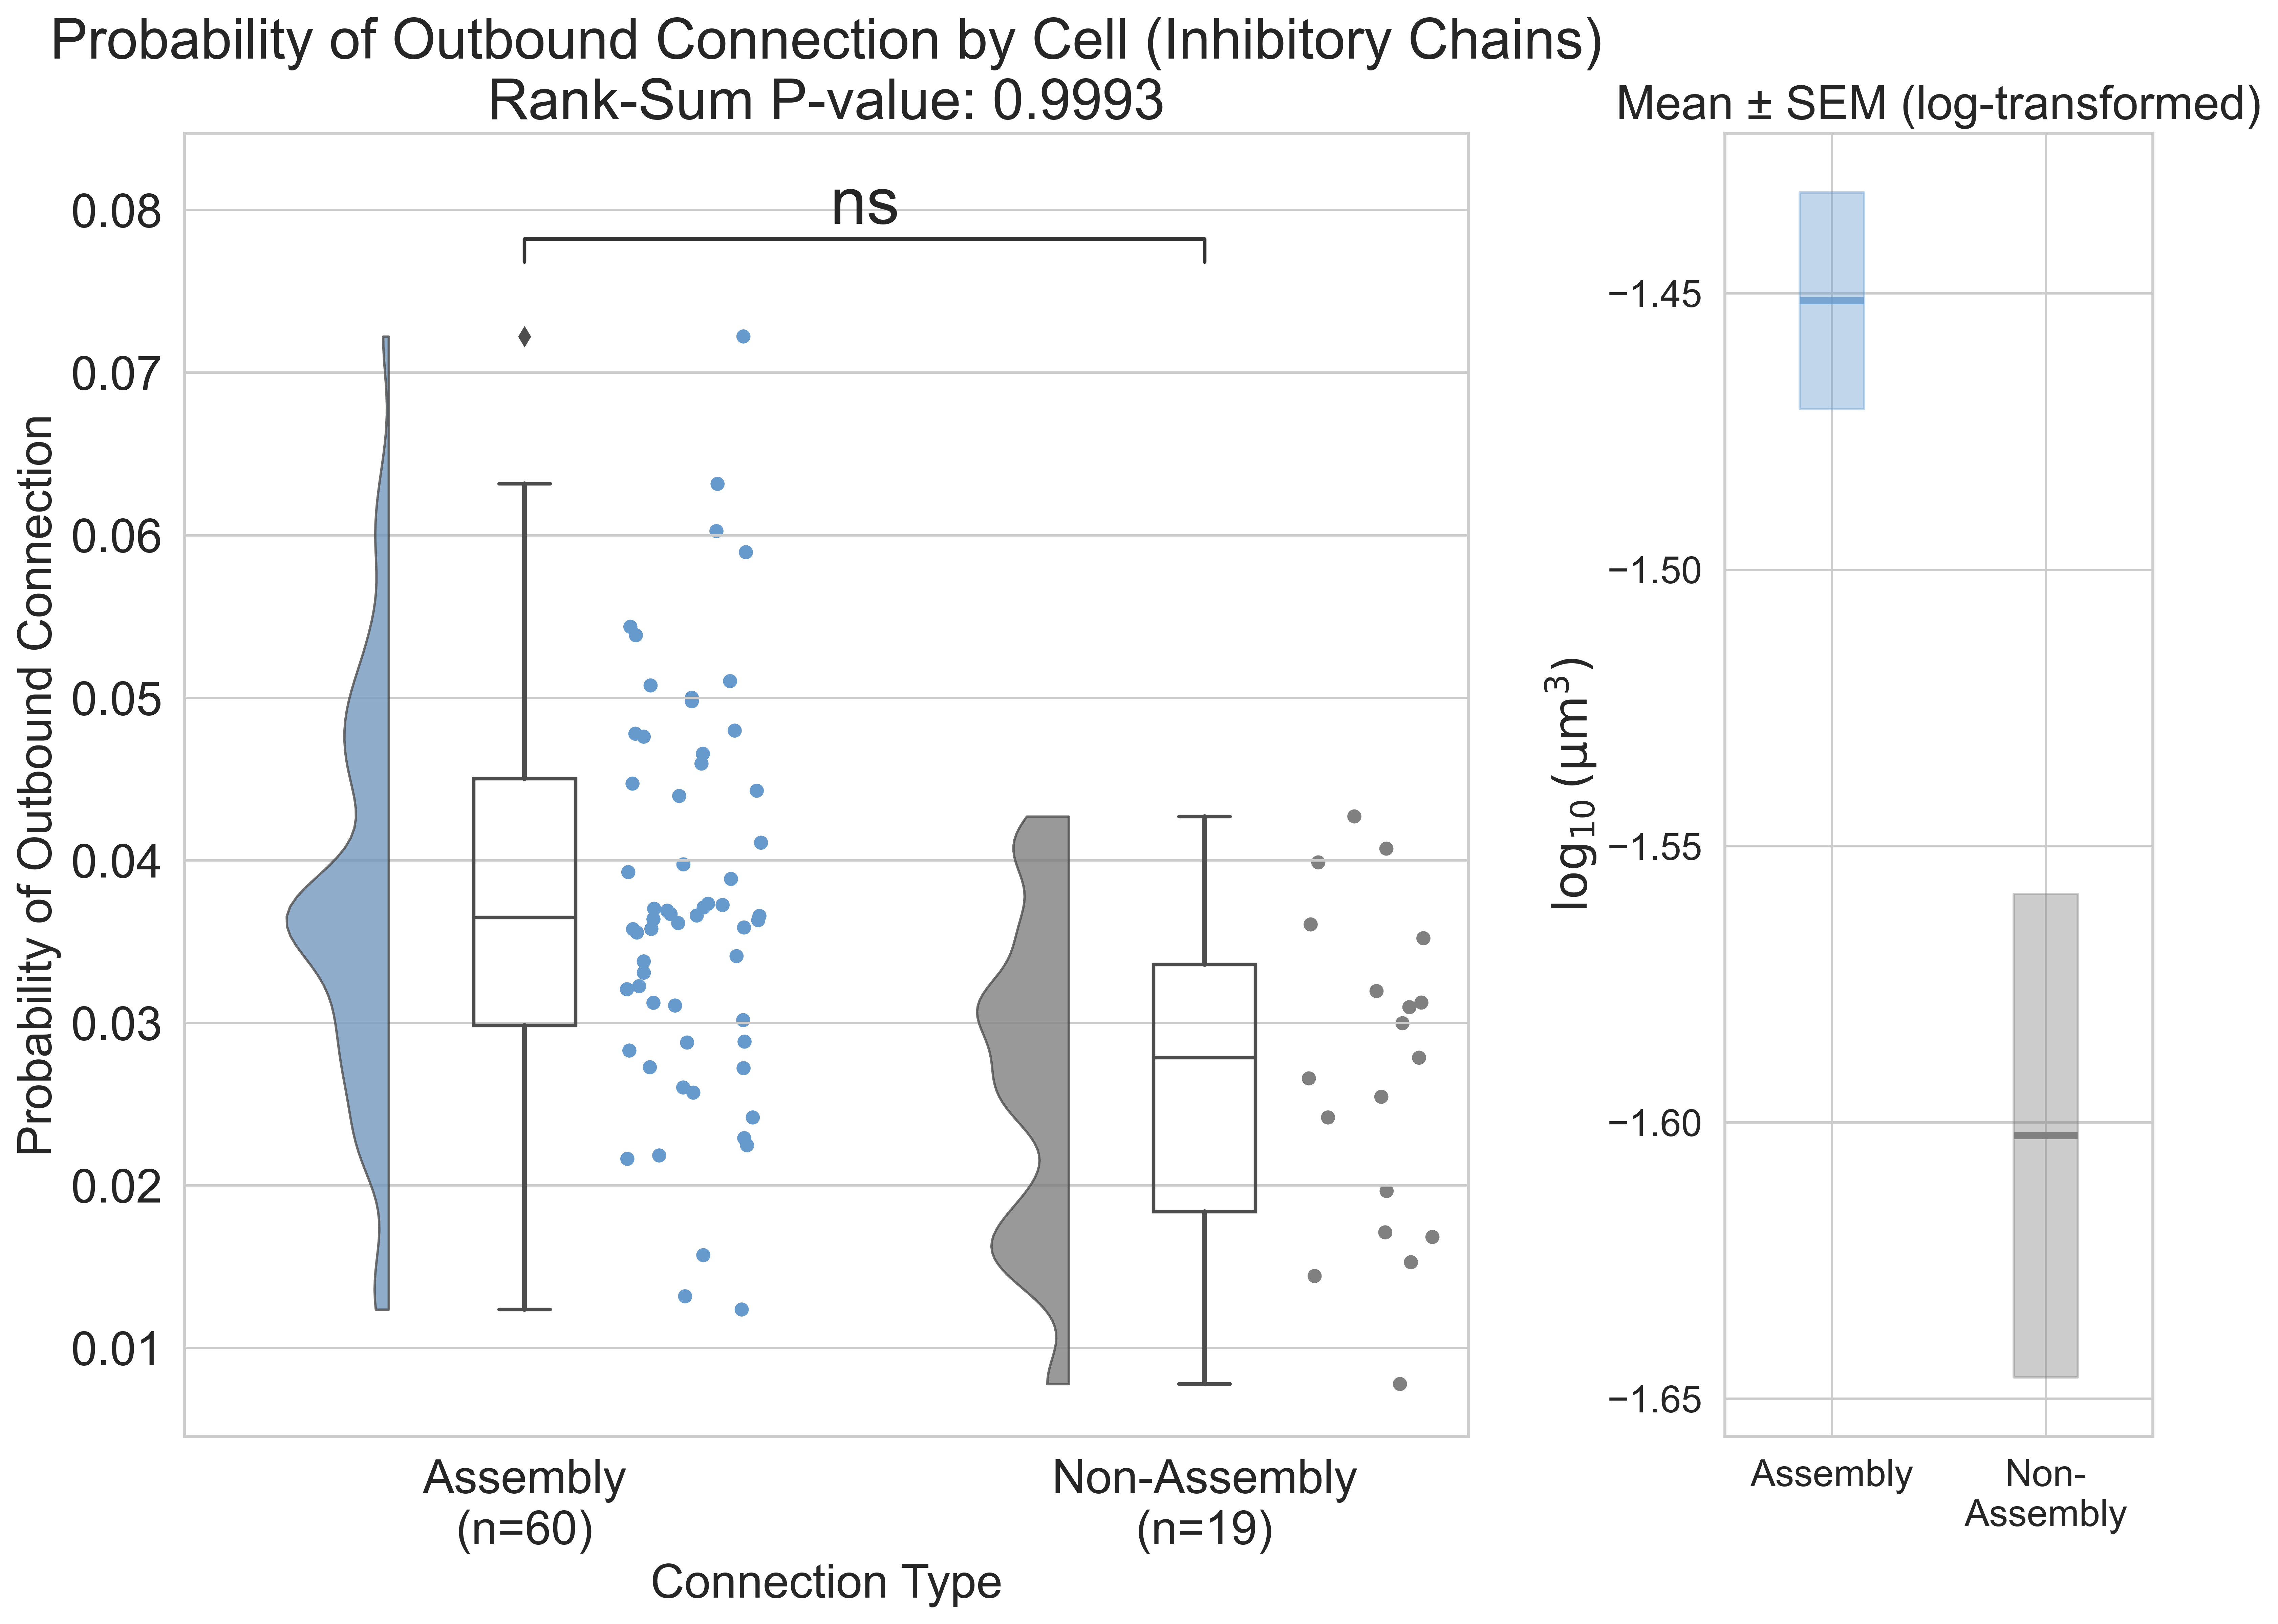 Probability of Outbound Connection by Cell (Inhibitory Chains)
Rank-Sum P-value: 0.9993
Mean ± SEM (log-transformed)
ns
Probability of Outbound Connection
0.08
0.07
0.06
0.05
0.04
0.03
0.02
0.01
Assembly
(n=60)
Non-Assembly
(n=19)
Connection Type
log₁₀ (μm³)
−1.45
−1.50
−1.55
−1.60
−1.65
Assembly
Non-
Assembly